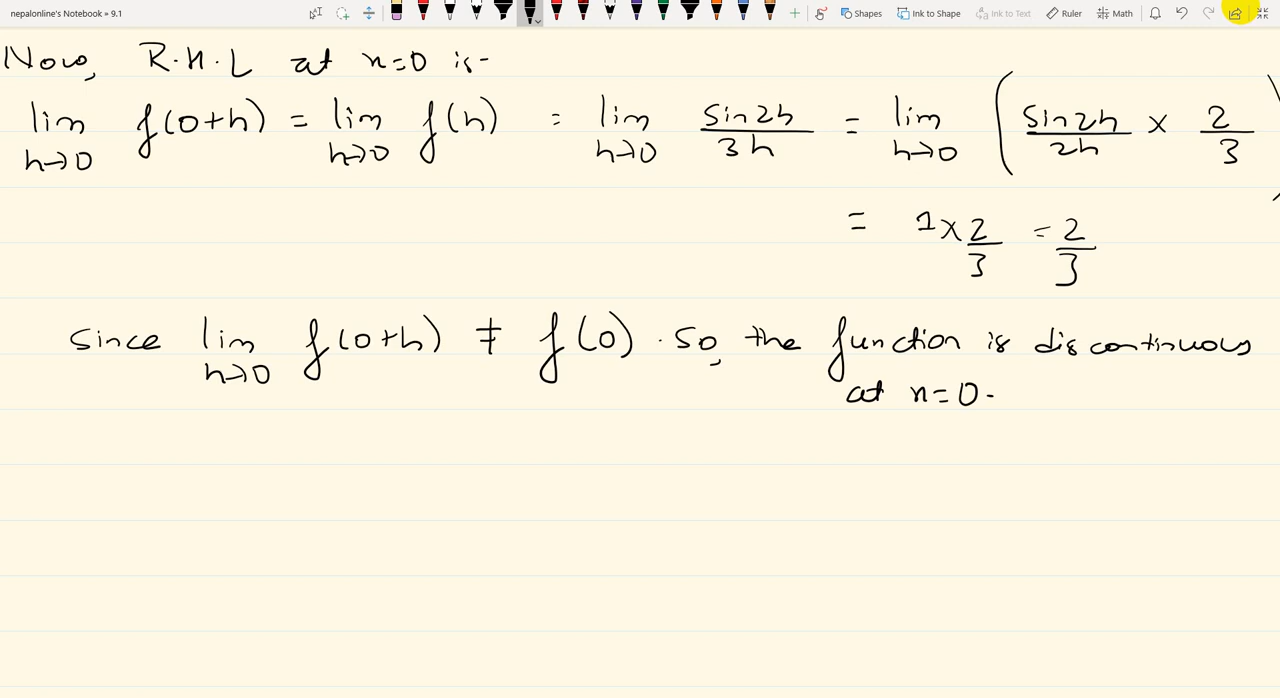 nepalonline's Notebook » 9.1
Shapes Ink to Shape Ink to Text Ruler Math
Now, R.H.L at x=0 is-
lim h→0 f(0+h) = lim h→0 f(h) = lim h→0 sin2h/3h = lim h→0 (sin2h/2h × 2/3)
= 1 × 2/3 = 2/3
Since lim h→0 f(0+h) ≠ f(0). So, the function is discontinuous
at x=0.